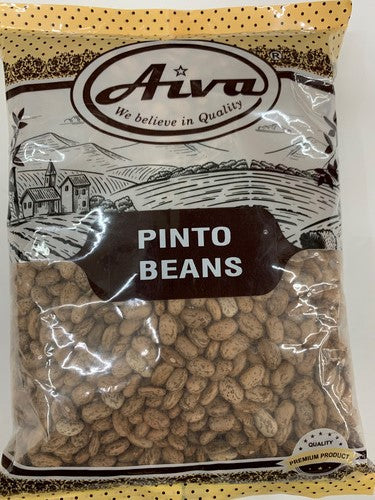 Aiva
®
We believe in Quality
PINTO
BEANS
QUALITY
PREMIUM PRODUCT